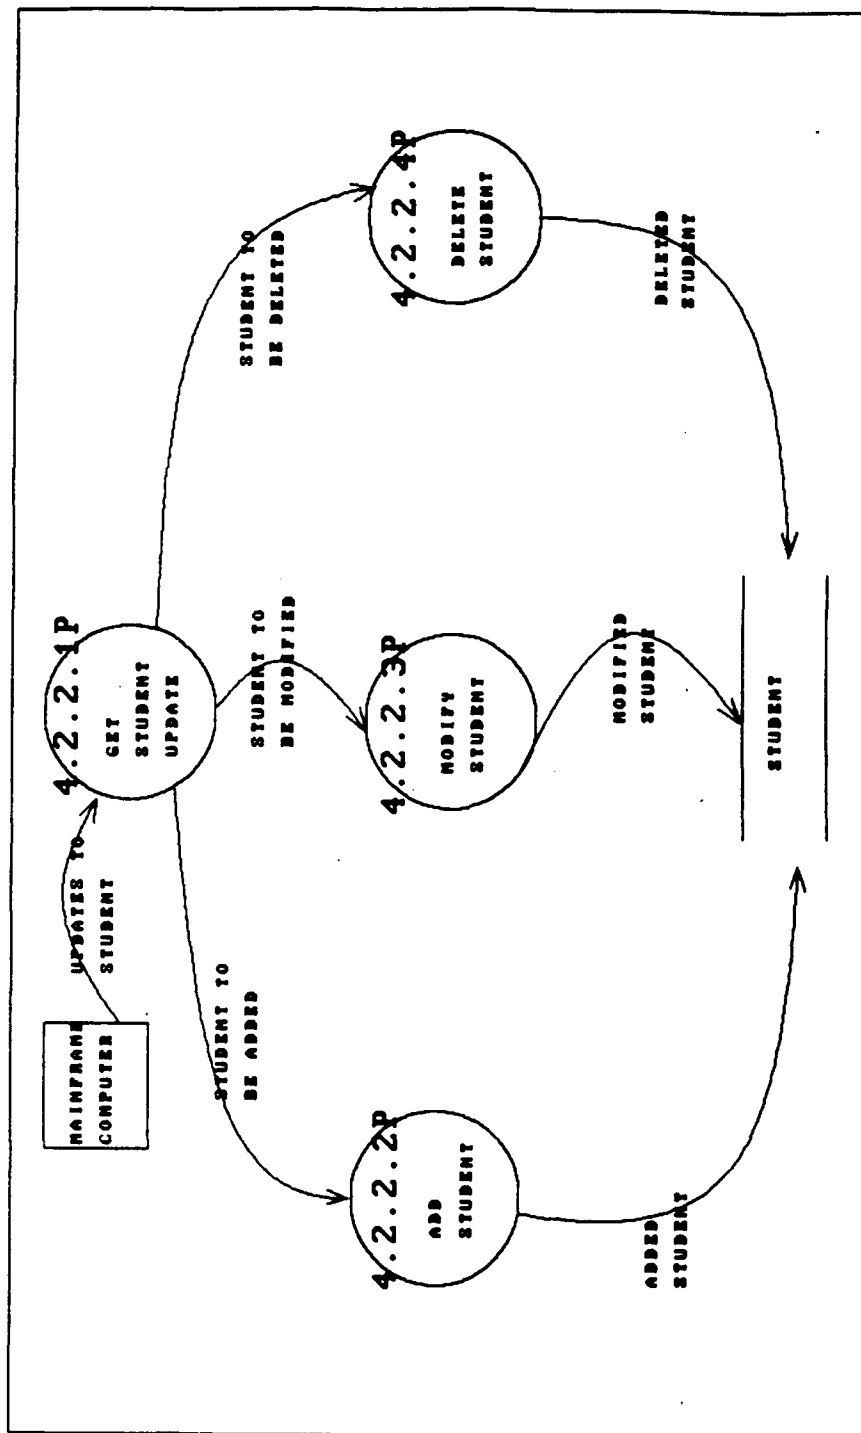 MAINFRAME
COMPUTER
UPDATES TO
STUDENT
4.2.2.1P
GET
STUDENT
UPDATE
STUDENT TO
BE ADDED
STUDENT TO
BE MODIFIED
STUDENT TO
BE DELETED
4.2.2.2P
ADD
STUDENT
4.2.2.3P
MODIFY
STUDENT
4.2.2.4P
DELETE
STUDENT
ADDED
STUDENT
MODIFIED
STUDENT
DELETED
STUDENT
STUDENT